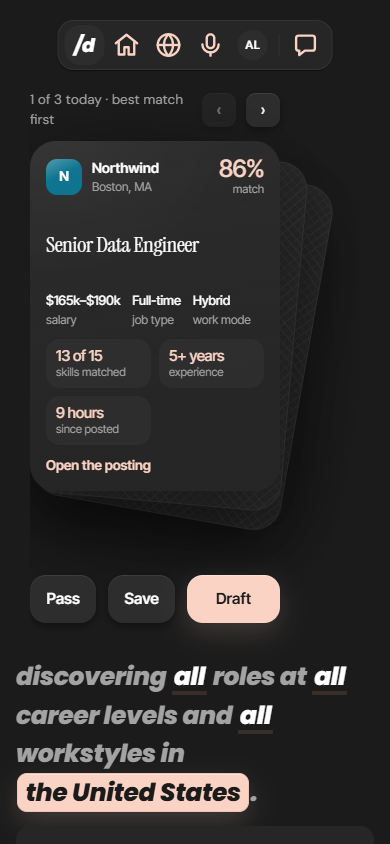 /d
AL
1 of 3 today · best match
first
‹ ›
N
Northwind
Boston, MA
86%
match
Senior Data Engineer
$165k–$190k Full-time Hybrid
salary job type work mode
13 of 15
skills matched
5+ years
experience
9 hours
since posted
Open the posting
Pass Save Draft
discovering all roles at all
career levels and all
workstyles in
the United States.